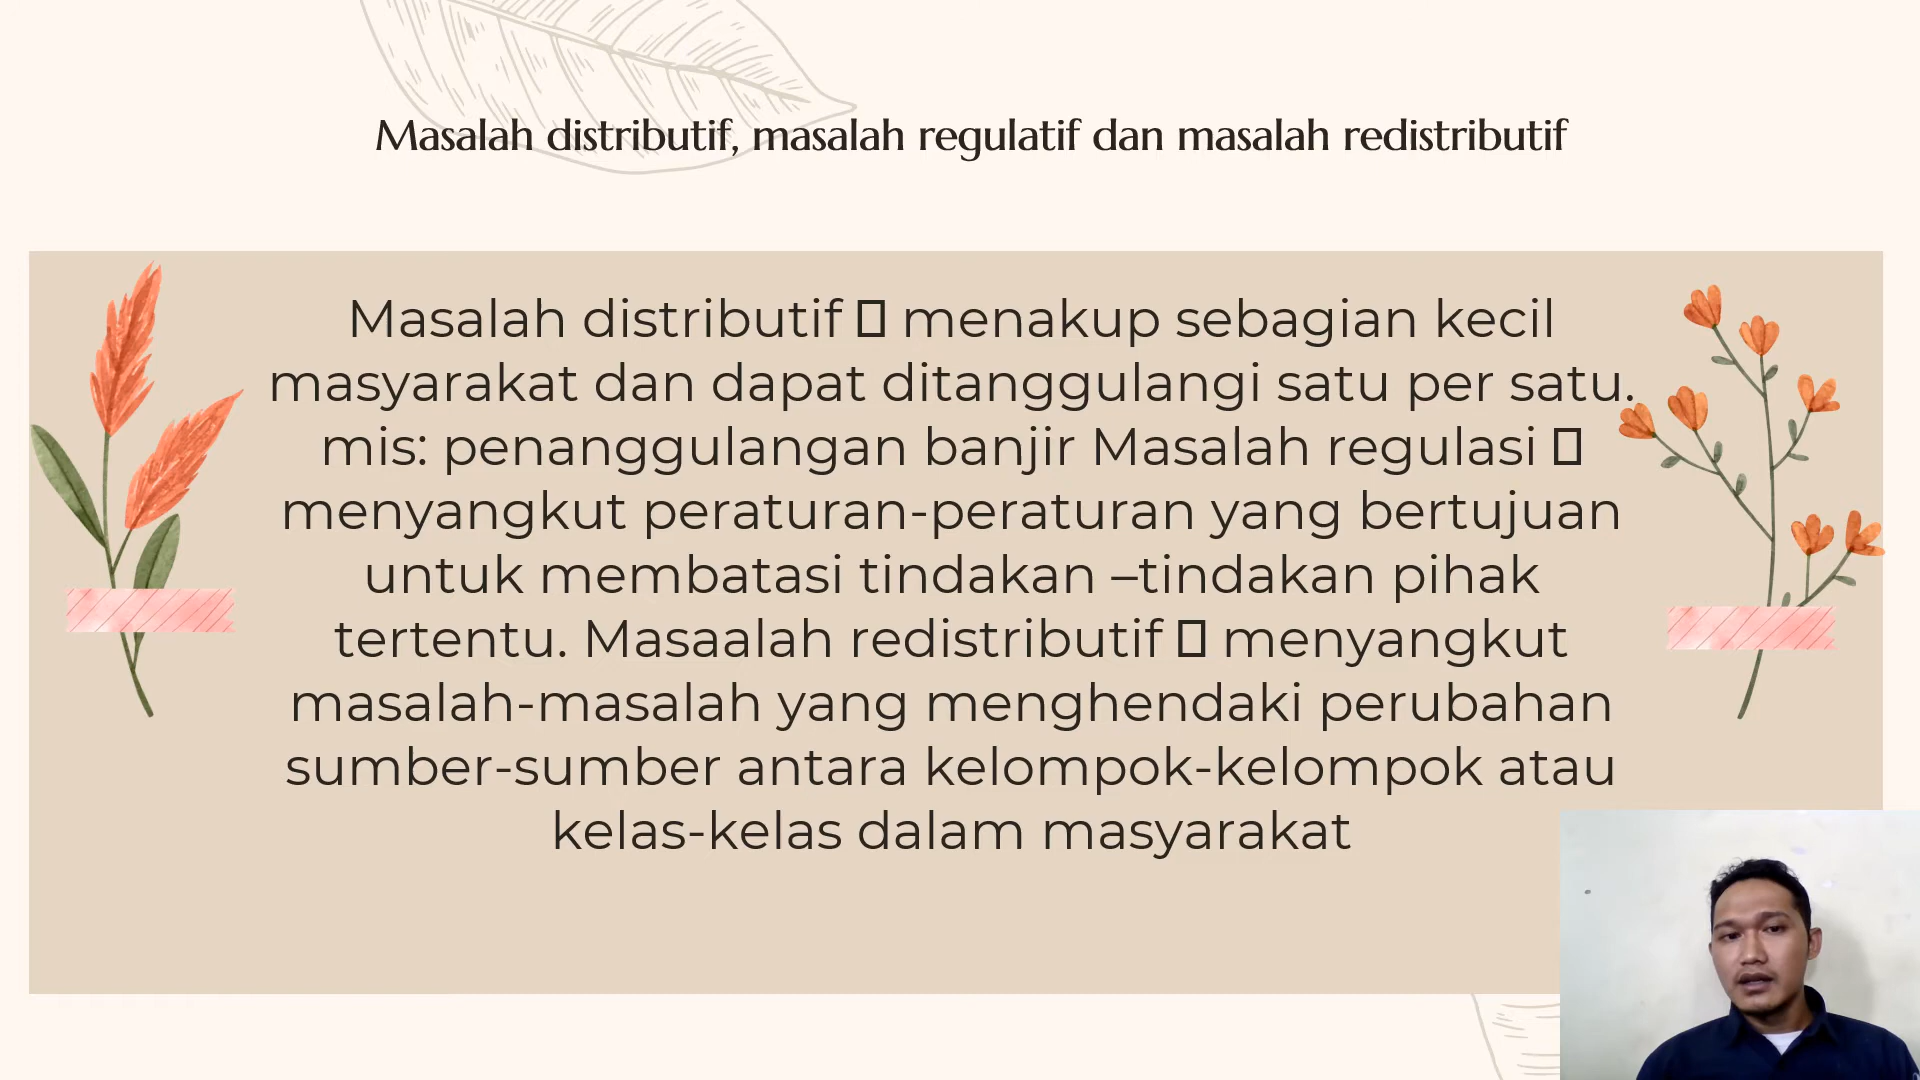 Masalah distributif, masalah regulatif dan masalah redistributif
Masalah distributif 􀀀 menakup sebagian kecil
masyarakat dan dapat ditanggulangi satu per satu.
mis: penanggulangan banjir Masalah regulasi 􀀀
menyangkut peraturan-peraturan yang bertujuan
untuk membatasi tindakan –tindakan pihak
tertentu. Masaalah redistributif 􀀀 menyangkut
masalah-masalah yang menghendaki perubahan
sumber-sumber antara kelompok-kelompok atau
kelas-kelas dalam masyarakat